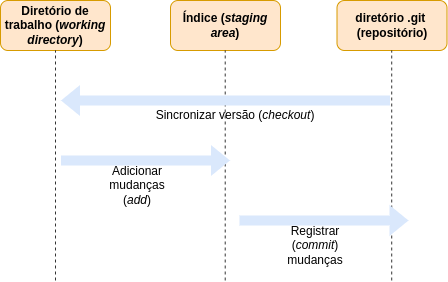 Diretório de
trabalho (working
directory)
Índice (staging
area)
diretório .git
(repositório)
Sincronizar versão (checkout)
Adicionar
mudanças
(add)
Registrar
(commit)
mudanças